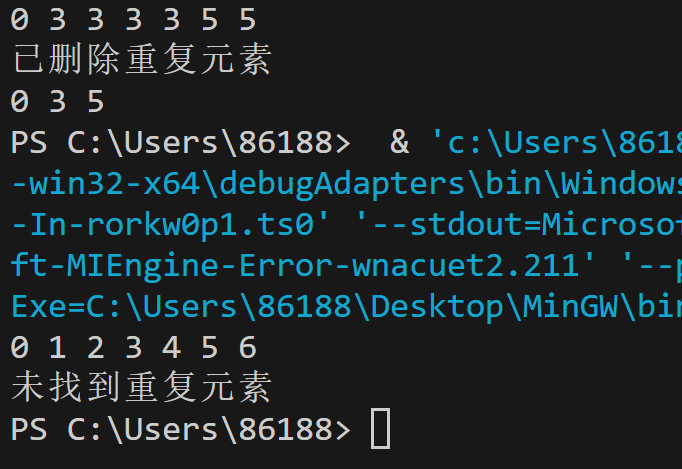 0 3 3 3 3 5 5
已删除重复元素
0 3 5
PS C:\Users\86188>  & 'c:\Users\8618
-win32-x64\debugAdapters\bin\Windows
-In-rorkw0p1.ts0' '--stdout=Microsof
ft-MIEngine-Error-wnacuet2.211' '--p
Exe=C:\Users\86188\Desktop\MinGW\bin
0 1 2 3 4 5 6
未找到重复元素
PS C:\Users\86188>